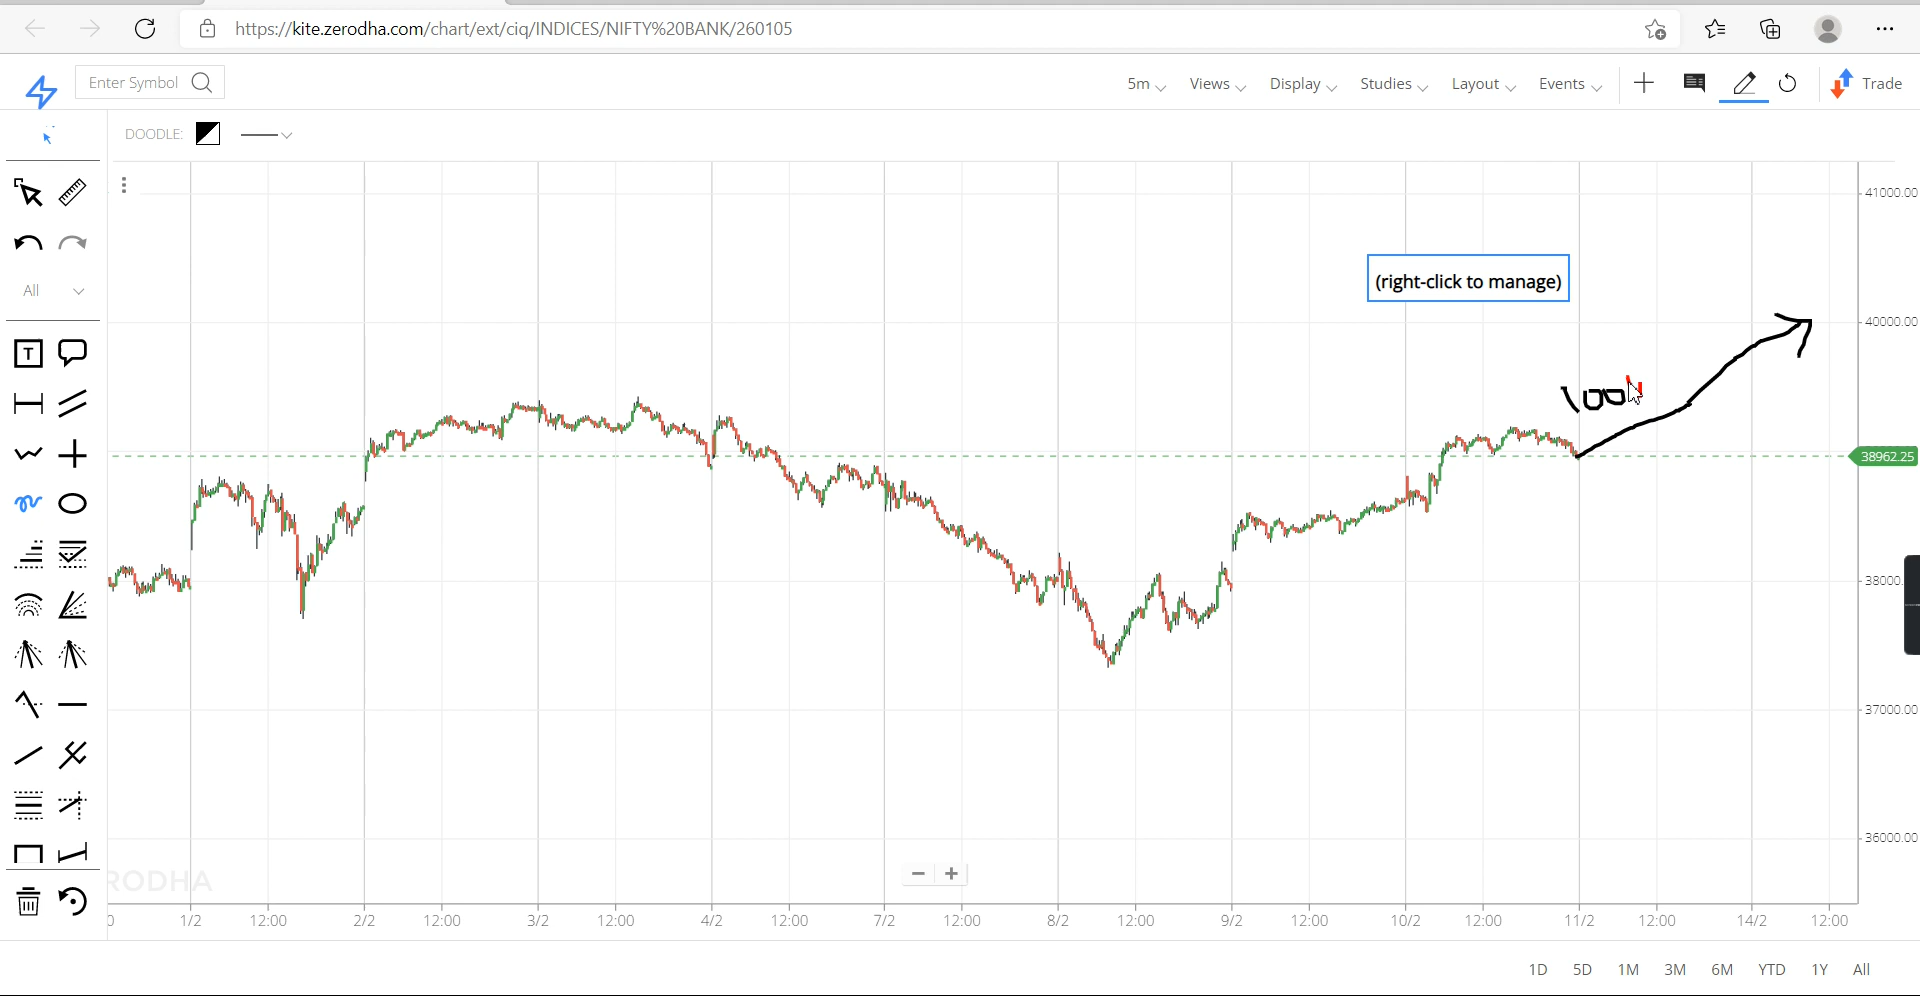 https://kite.zerodha.com/chart/ext/ciq/INDICES/NIFTY%20BANK/260105
Enter Symbol
5m Views Display Studies Layout Events Trade
DOODLE:
All
T
(right-click to manage)
100
41000.00
40000.00
38962.25
38000.
37000.00
36000.00
RODHA
0 1/2 12:00 2/2 12:00 3/2 12:00 4/2 12:00 7/2 12:00 8/2 12:00 9/2 12:00 10/2 12:00 11/2 12:00 14/2 12:00
1D 5D 1M 3M 6M YTD 1Y All